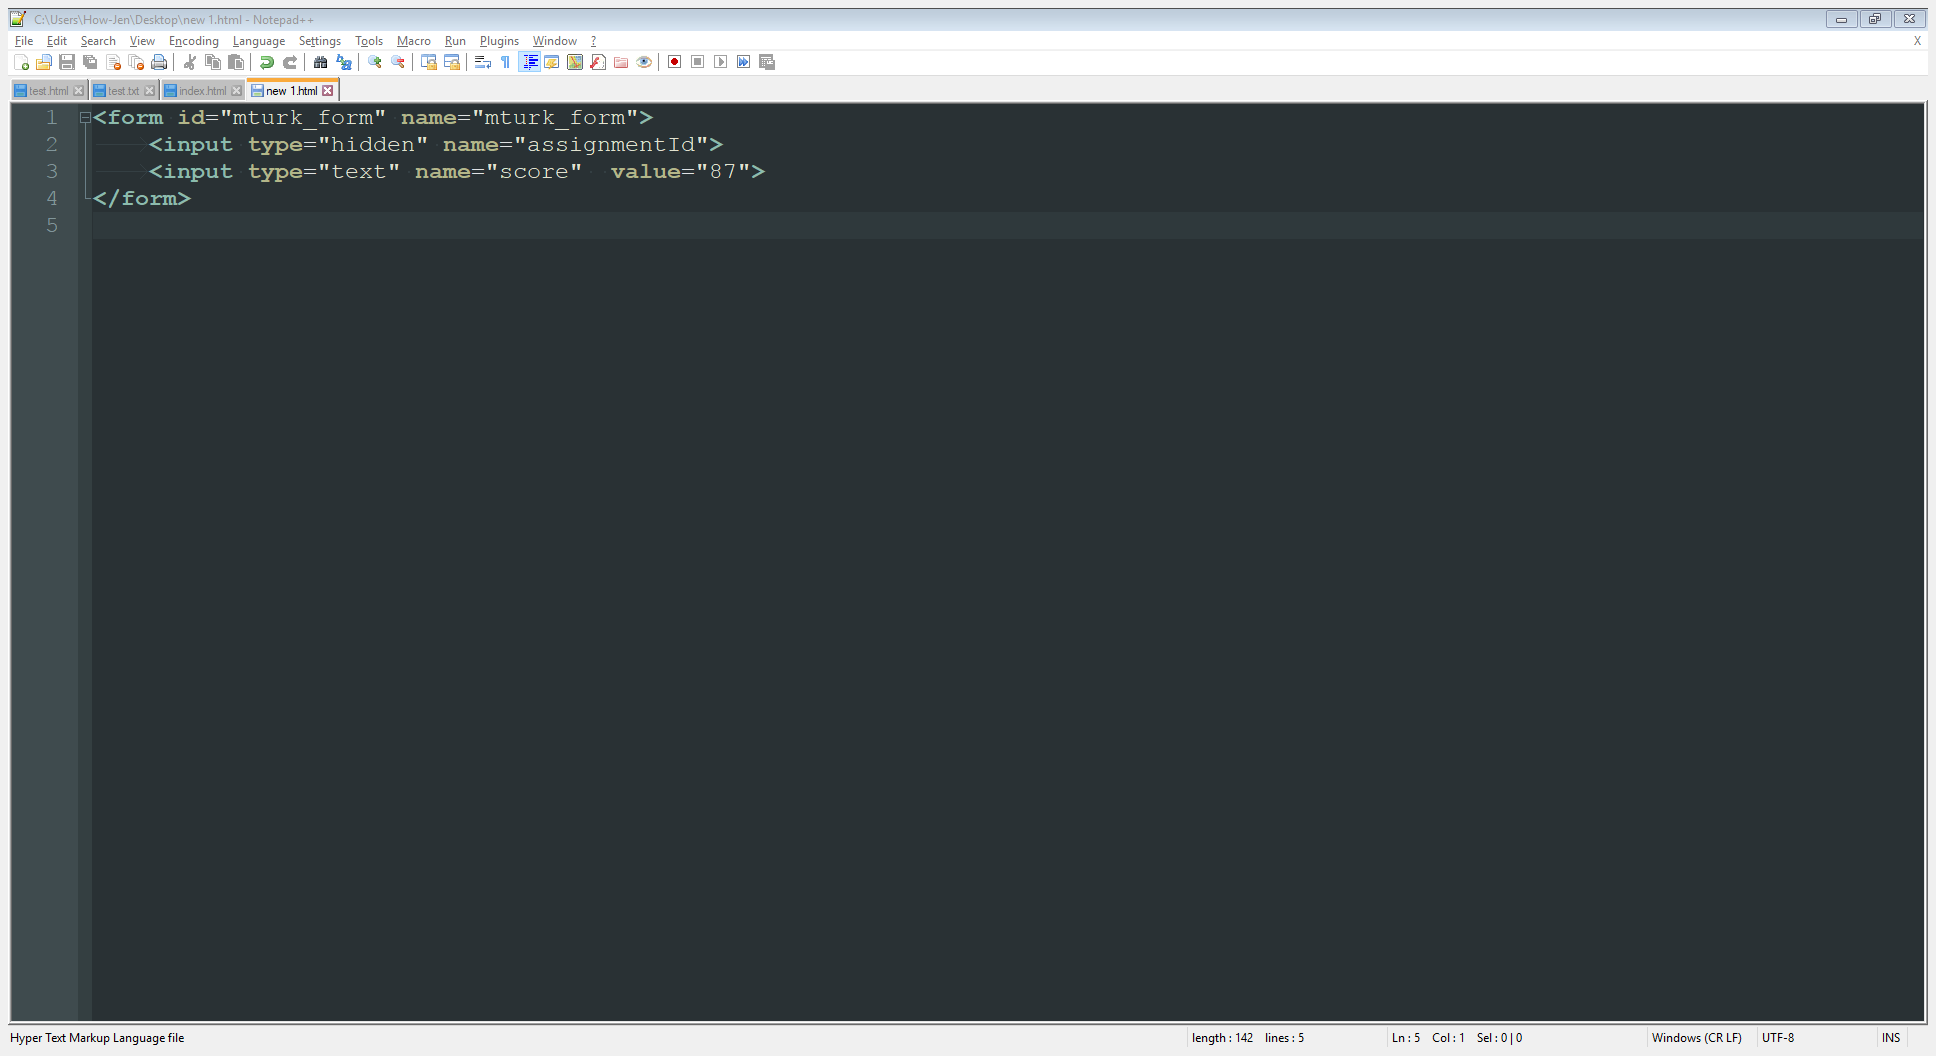 C:\Users\How-Jen\Desktop\new 1.html - Notepad++
File Edit Search View Encoding Language Settings Tools Macro Run Plugins Window ? X
test.html test.txt index.html new 1.html
1 <form id="mturk_form" name="mturk_form">
2 <input type="hidden" name="assignmentId">
3 <input type="text" name="score"  value="87">
4 </form>
5
Hyper Text Markup Language file length : 142 lines : 5 Ln : 5 Col : 1 Sel : 0 | 0 Windows (CR LF) UTF-8 INS